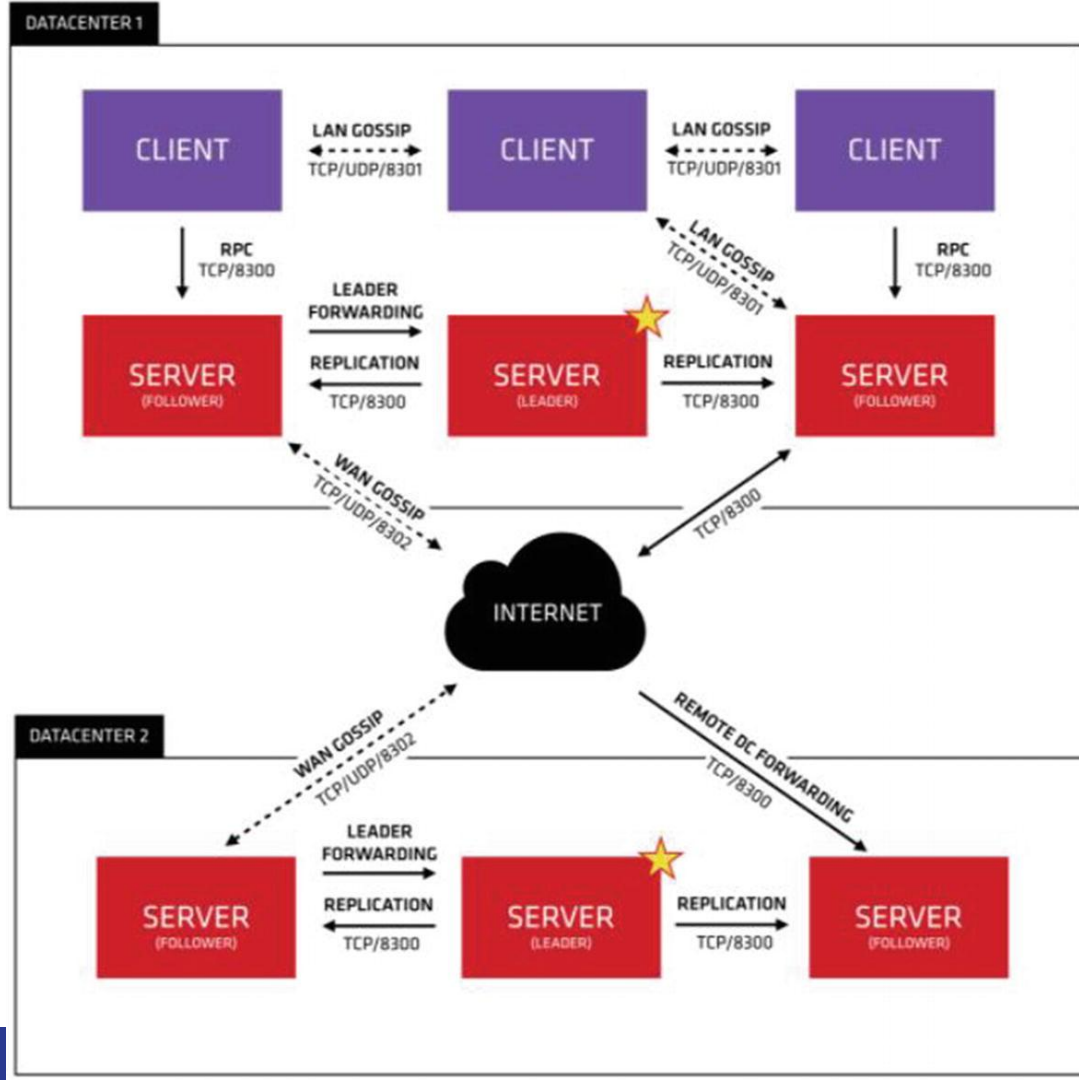 DATACENTER 1
CLIENT
LAN GOSSIP
TCP/UDP/8301
CLIENT
LAN GOSSIP
TCP/UDP/8301
CLIENT
RPC
TCP/8300
LAN GOSSIP
TCP/UDP/8301
RPC
TCP/8300
SERVER
(FOLLOWER)
LEADER
FORWARDING
REPLICATION
TCP/8300
SERVER
(LEADER)
REPLICATION
TCP/8300
SERVER
(FOLLOWER)
WAN GOSSIP
TCP/UDP/8302
TCP/8300
INTERNET
DATACENTER 2
WAN GOSSIP
TCP/UDP/8302
REMOTE DC FORWARDING
TCP/8300
SERVER
(FOLLOWER)
LEADER
FORWARDING
REPLICATION
TCP/8300
SERVER
(LEADER)
REPLICATION
TCP/8300
SERVER
(FOLLOWER)